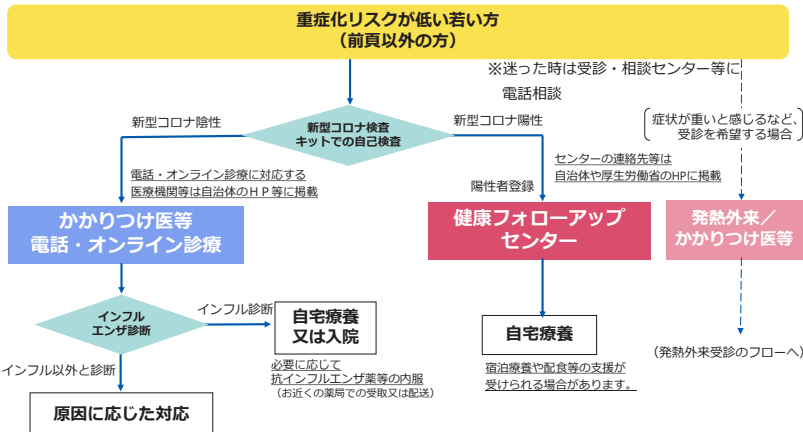 重症化リスクが低い若い方
（前頁以外の方）
※迷った時は受診・相談センター等に
電話相談
新型コロナ陰性
新型コロナ検査
キットでの自己検査
新型コロナ陽性
症状が重いと感じるなど、
受診を希望する場合
電話・オンライン診療に対応する
医療機関等は自治体のＨＰ等に掲載
センターの連絡先等は
自治体や厚生労働省のHPに掲載
陽性者登録
かかりつけ医等
電話・オンライン診療
健康フォローアップ
センター
発熱外来／
かかりつけ医等
インフル
エンザ診断
インフル診断
自宅療養
又は入院
自宅療養
（発熱外来受診のフローへ）
インフル以外と診断
必要に応じて
抗インフルエンザ薬等の内服
（お近くの薬局での受取又は配送）
宿泊療養や配食等の支援が
受けられる場合があります。
原因に応じた対応